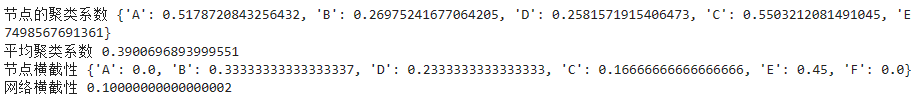 节点的聚类系数 {'A': 0.5178720843256432, 'B': 0.26975241677064205, 'D': 0.2581571915406473, 'C': 0.5503212081491045, 'E
7498567691361}
平均聚类系数 0.3900696893999551
节点横截性 {'A': 0.0, 'B': 0.33333333333333337, 'D': 0.2333333333333333, 'C': 0.16666666666666666, 'E': 0.45, 'F': 0.0}
网络横截性 0.10000000000000002